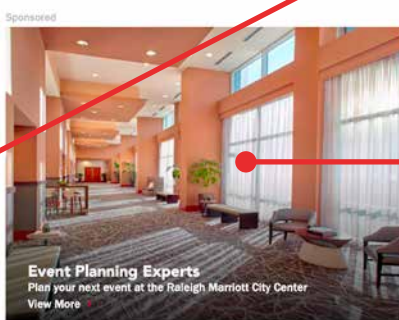 Sponsored
Event Planning Experts
Plan your next event at the Raleigh Marriott City Center
View More